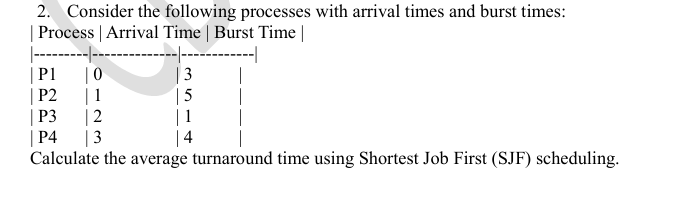 2. Consider the following processes with arrival times and burst times:
| Process | Arrival Time | Burst Time |
|---------|--------------|------------|
| P1 | 0 | 3 |
| P2 | 1 | 5 |
| P3 | 2 | 1 |
| P4 | 3 | 4 |
Calculate the average turnaround time using Shortest Job First (SJF) scheduling.